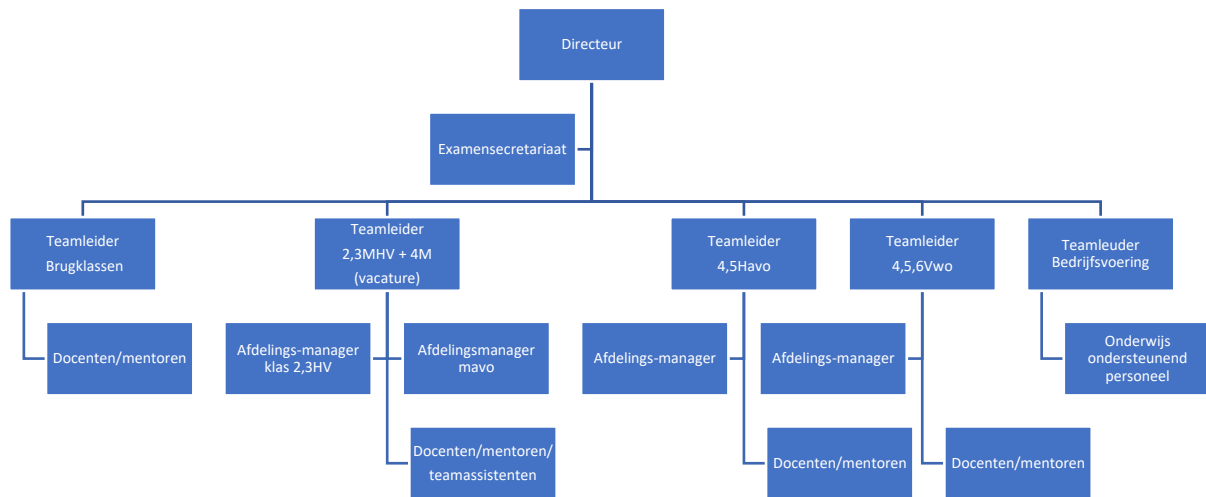 Directeur
Examensecretariaat
Teamleider
Brugklassen
Teamleider
2,3MHV + 4M
(vacature)
Teamleider
4,5Havo
Teamleider
4,5,6Vwo
Teamleuder
Bedrijfsvoering
Docenten/mentoren
Afdelings-manager
klas 2,3HV
Afdelingsmanager
mavo
Afdelings-manager
Afdelings-manager
Onderwijs
ondersteunend
personeel
Docenten/mentoren/
teamassistenten
Docenten/mentoren
Docenten/mentoren